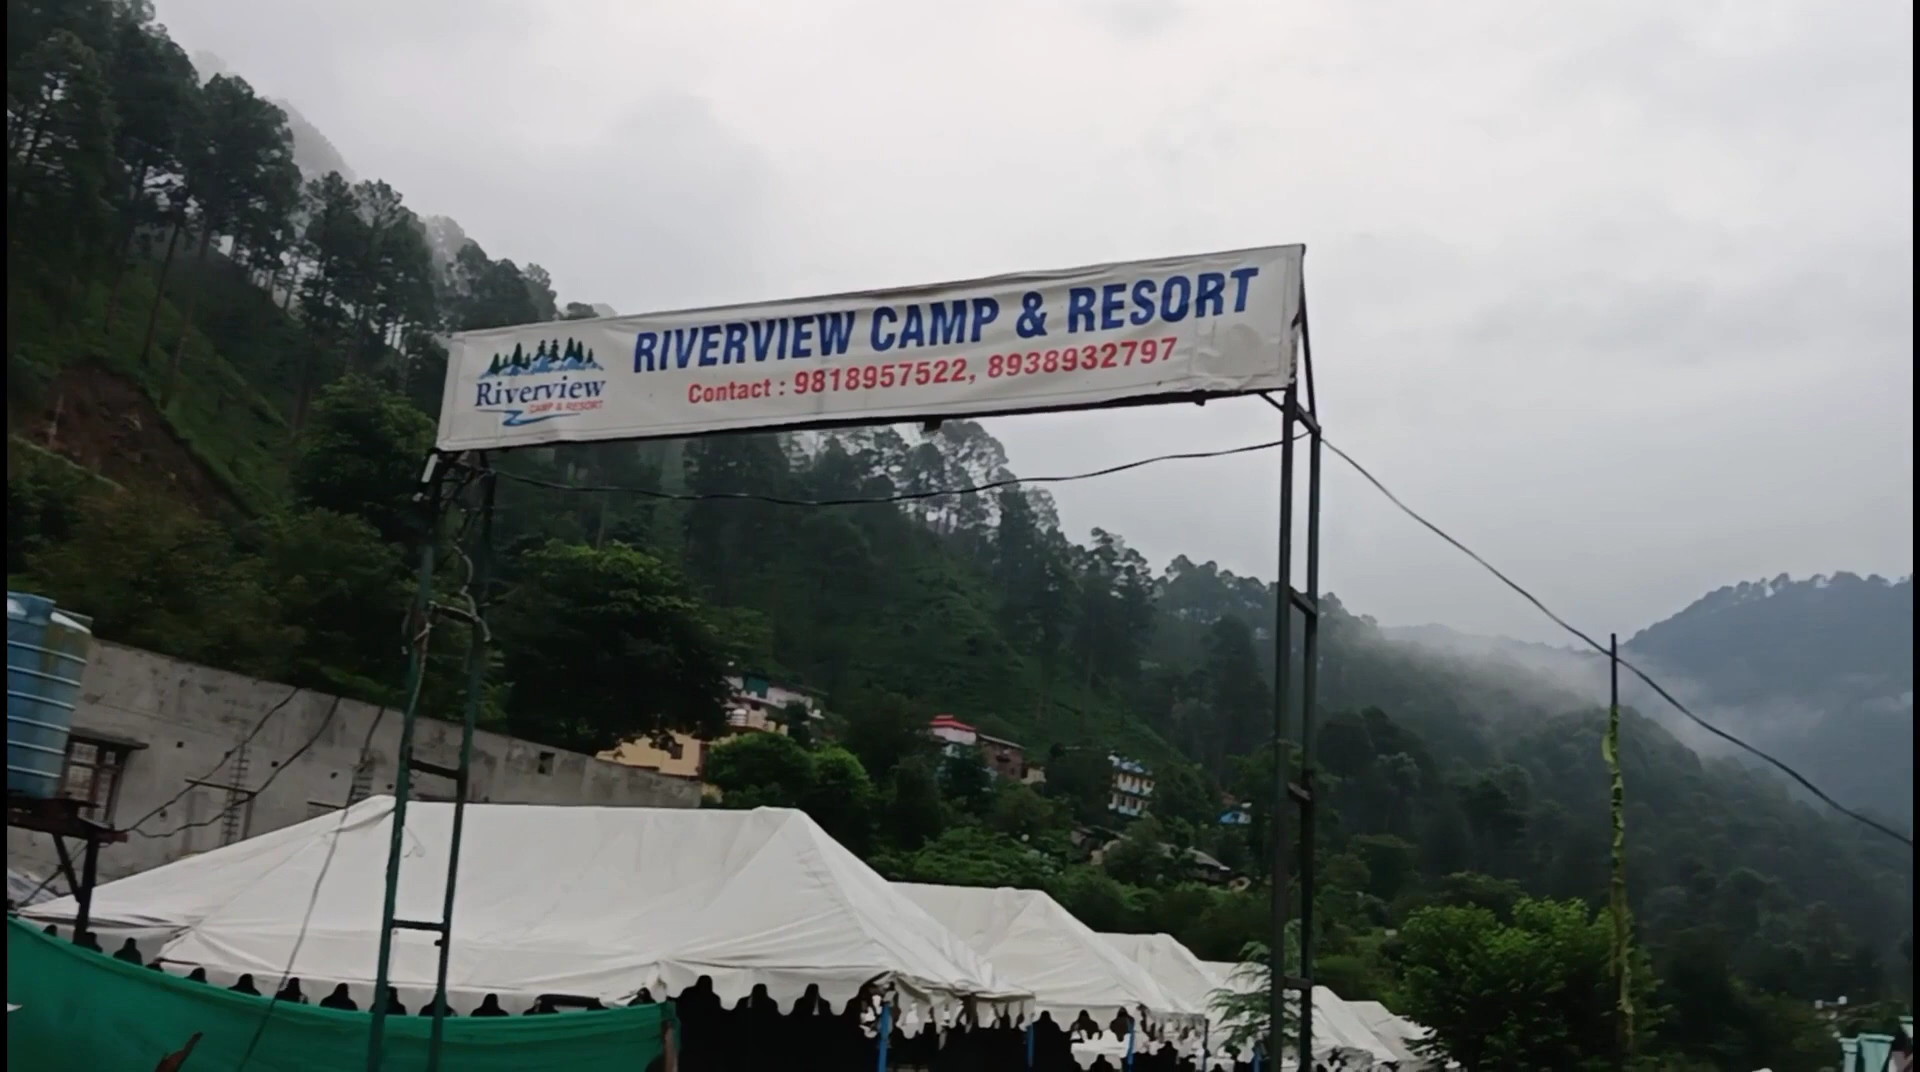 Riverview
CAMP & RESORT
RIVERVIEW CAMP & RESORT
Contact : 9818957522, 8938932797